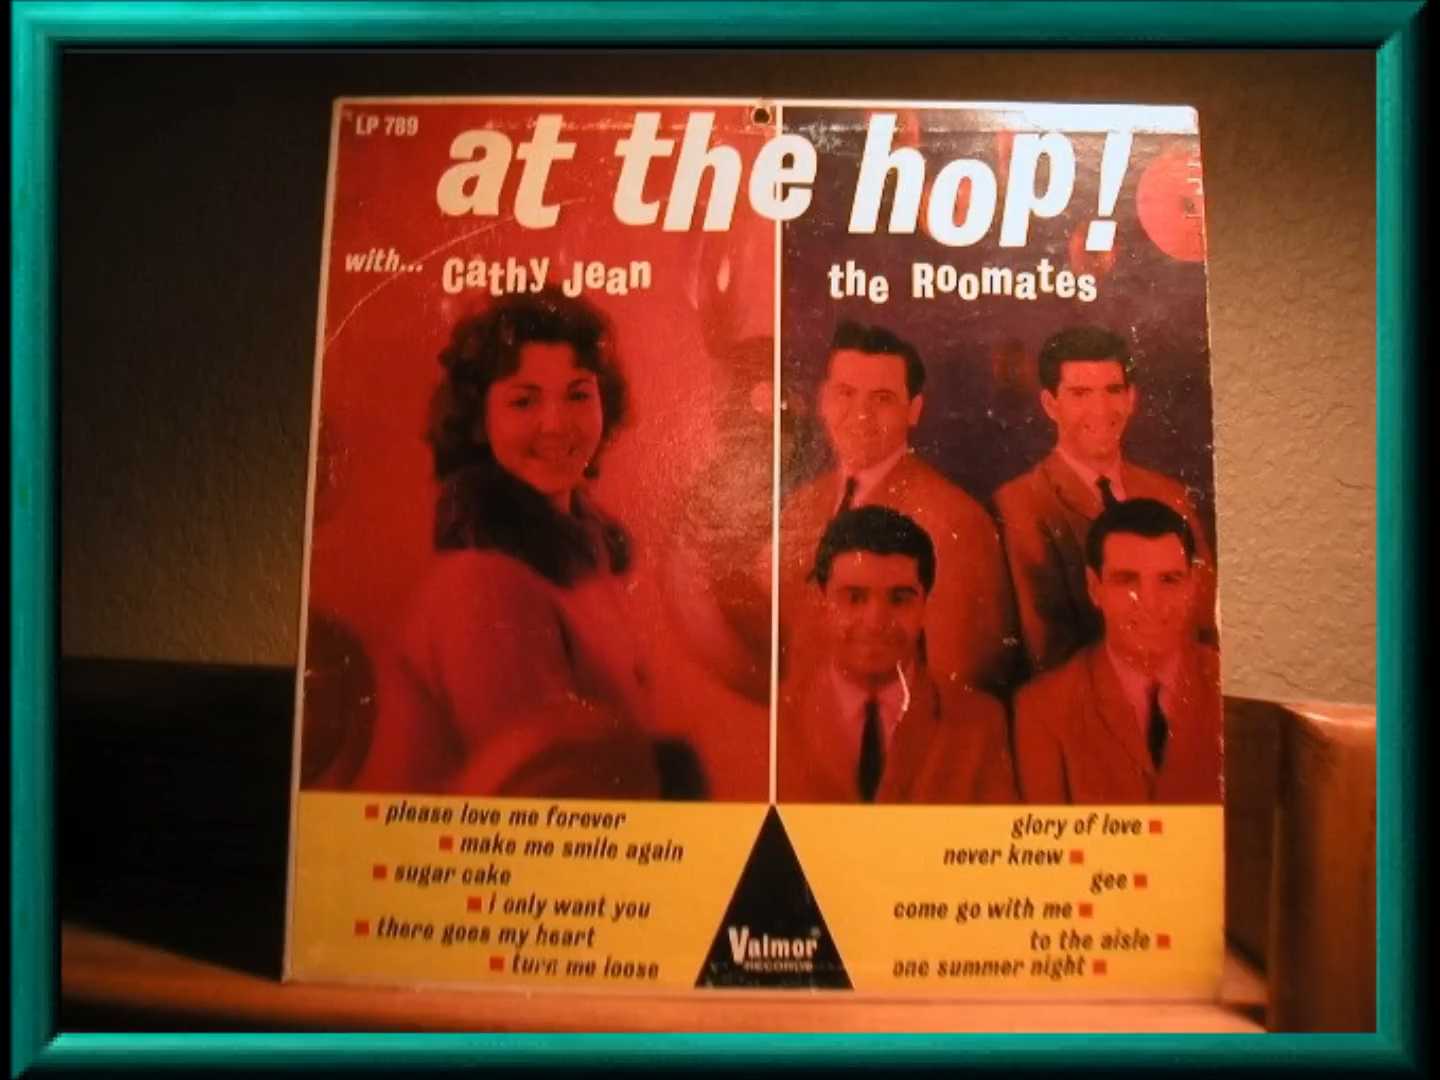 LP 789
at the hop!
with... Cathy Jean
the Roomates
please love me forever
make me smile again
sugar cake
i only want you
there goes my heart
turn me loose
glory of love
never knew
gee
come go with me
to the aisle
one summer night
Valmor
RECORDS